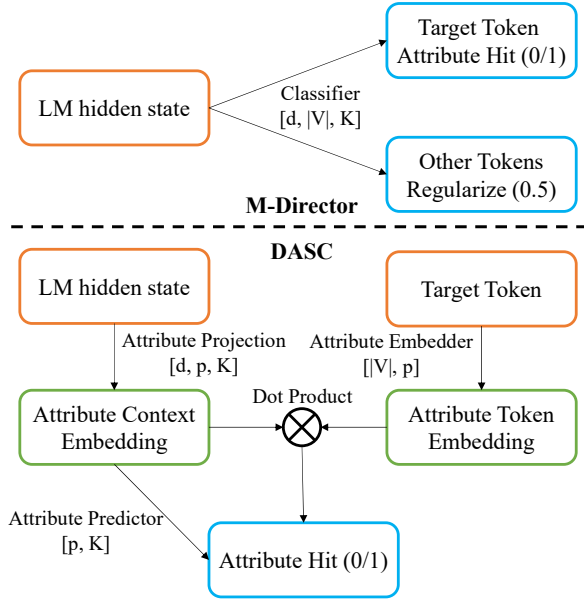 Target Token
Attribute Hit (0/1)
LM hidden state
Classifier
[d, |V|, K]
Other Tokens
Regularize (0.5)
M-Director
DASC
LM hidden state
Target Token
Attribute Projection
[d, p, K]
Attribute Embedder
[|V|, p]
Dot Product
Attribute Context
Embedding
Attribute Token
Embedding
Attribute Predictor
[p, K]
Attribute Hit (0/1)